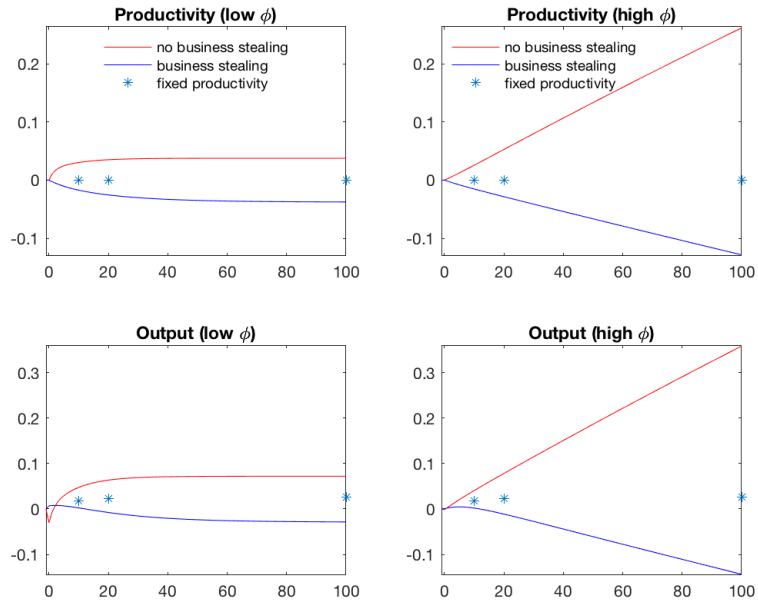 Productivity (low ϕ)
no business stealing
business stealing
fixed productivity
0.2
0.1
0
-0.1
0 20 40 60 80 100
Productivity (high ϕ)
no business stealing
business stealing
fixed productivity
0.2
0.1
0
-0.1
0 20 40 60 80 100
Output (low ϕ)
0.3
0.2
0.1
0
-0.1
0 20 40 60 80 100
Output (high ϕ)
0.3
0.2
0.1
0
-0.1
0 20 40 60 80 100